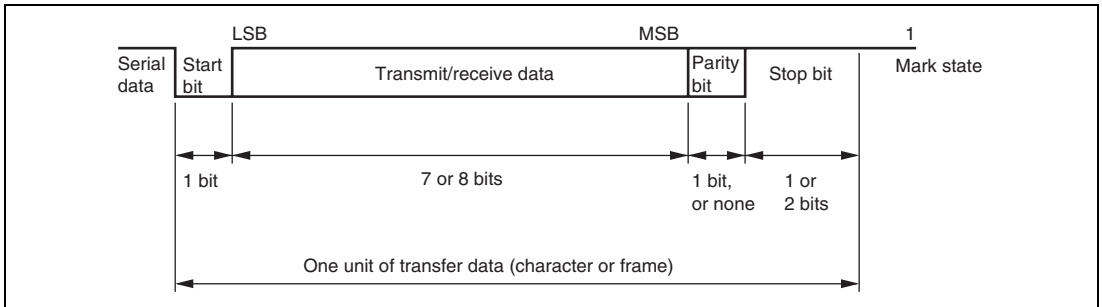 LSB
MSB
1
Serial
data
Start
bit
Transmit/receive data
Parity
bit
Stop bit
Mark state
1 bit
7 or 8 bits
1 bit,
or none
1 or
2 bits
One unit of transfer data (character or frame)